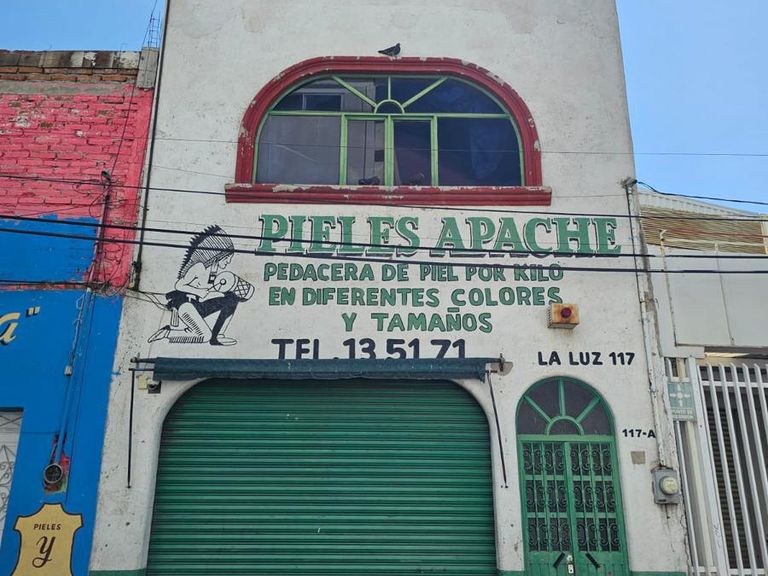 PIELES APACHE
PEDACERA DE PIEL POR KILO
EN DIFERENTES COLORES
Y TAMAÑOS
TEL. 13 51 71
LA LUZ 117
117-A
a"
PIELES
Y